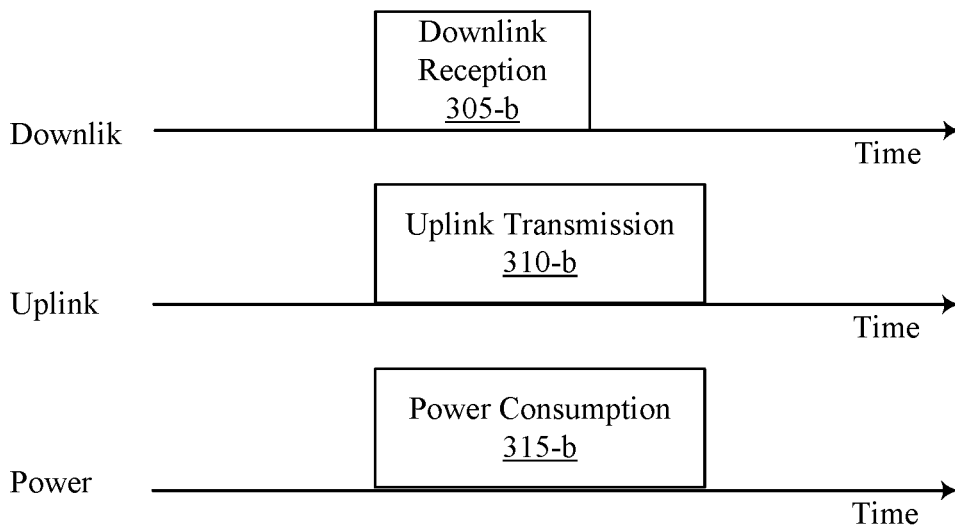 Downlink
Reception
305-b
Downlik
Time
Uplink Transmission
310-b
Uplink
Time
Power Consumption
315-b
Power
Time